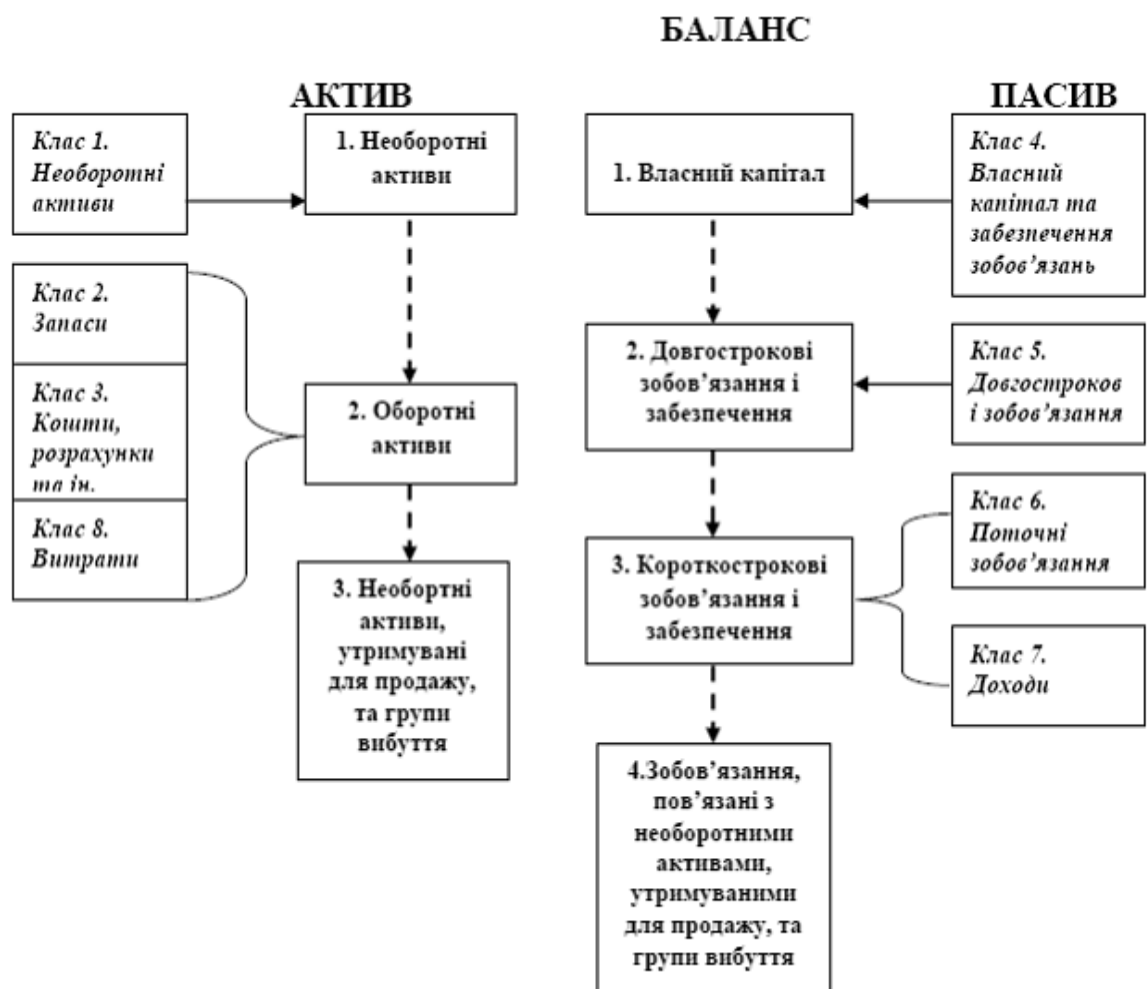 БАЛАНС
АКТИВ
ПАСИВ
Клас 1.
Необоротні
активи
1. Необоротні
активи
Клас 2.
Запаси
Клас 3.
Кошти,
розрахунки
та ін.
Клас 8.
Витрати
2. Оборотні
активи
3. Необортні
активи,
утримувані
для продажу,
та групи
вибуття
1. Власний капітал
Клас 4.
Власний
капітал та
забезпечення
зобов’язань
2. Довгострокові
зобов’язання і
забезпечення
Клас 5.
Довгостроков
і зобов’язання
3. Короткострокові
зобов’язання і
забезпечення
Клас 6.
Поточні
зобов’язання
Клас 7.
Доходи
4.Зобов’язання,
пов’язані з
необоротними
активами,
утримуваними
для продажу, та
групи вибуття